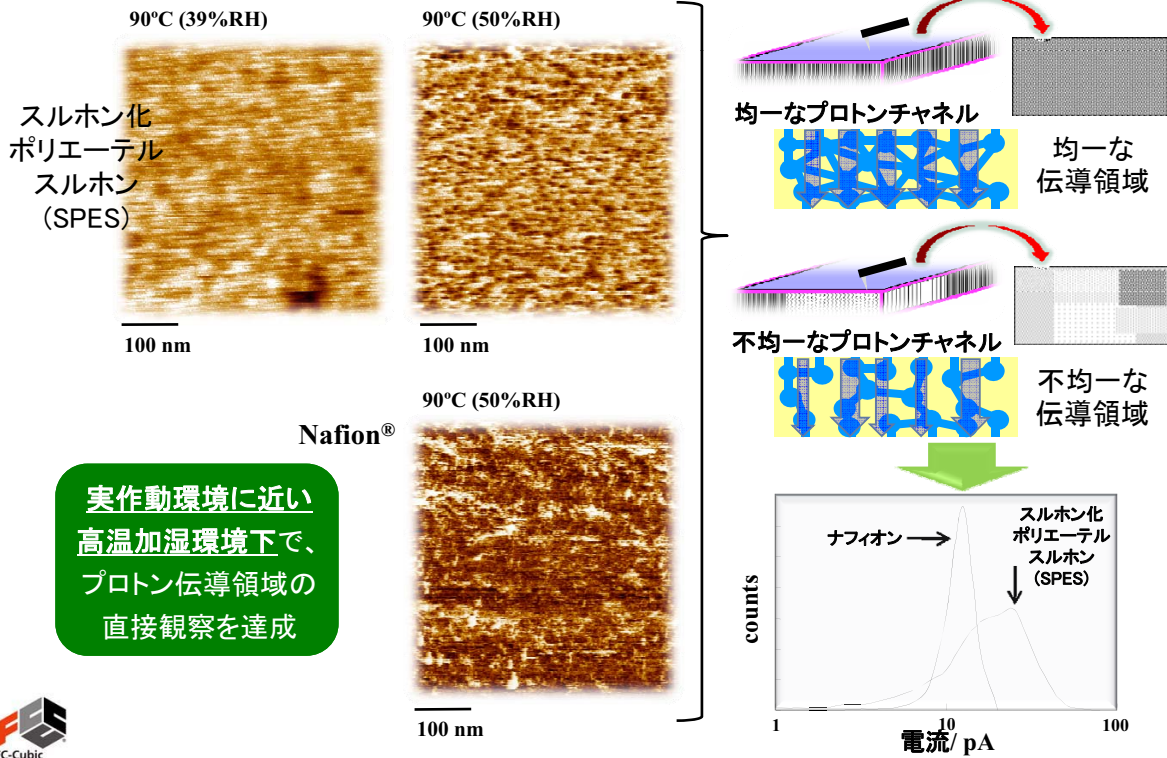 90ºC (39%RH)
90ºC (50%RH)
スルホン化
ポリエーテル
スルホン
(SPES)
100 nm
100 nm
90ºC (50%RH)
Nafion®
100 nm
実作動環境に近い
高温加湿環境下で、
プロトン伝導領域の
直接観察を達成
均一なプロトンチャネル
均一な
伝導領域
不均一なプロトンチャネル
不均一な
伝導領域
ナフィオン
スルホン化
ポリエーテル
スルホン
(SPES)
counts
1
10
100
電流/ pA
FC-Cubic